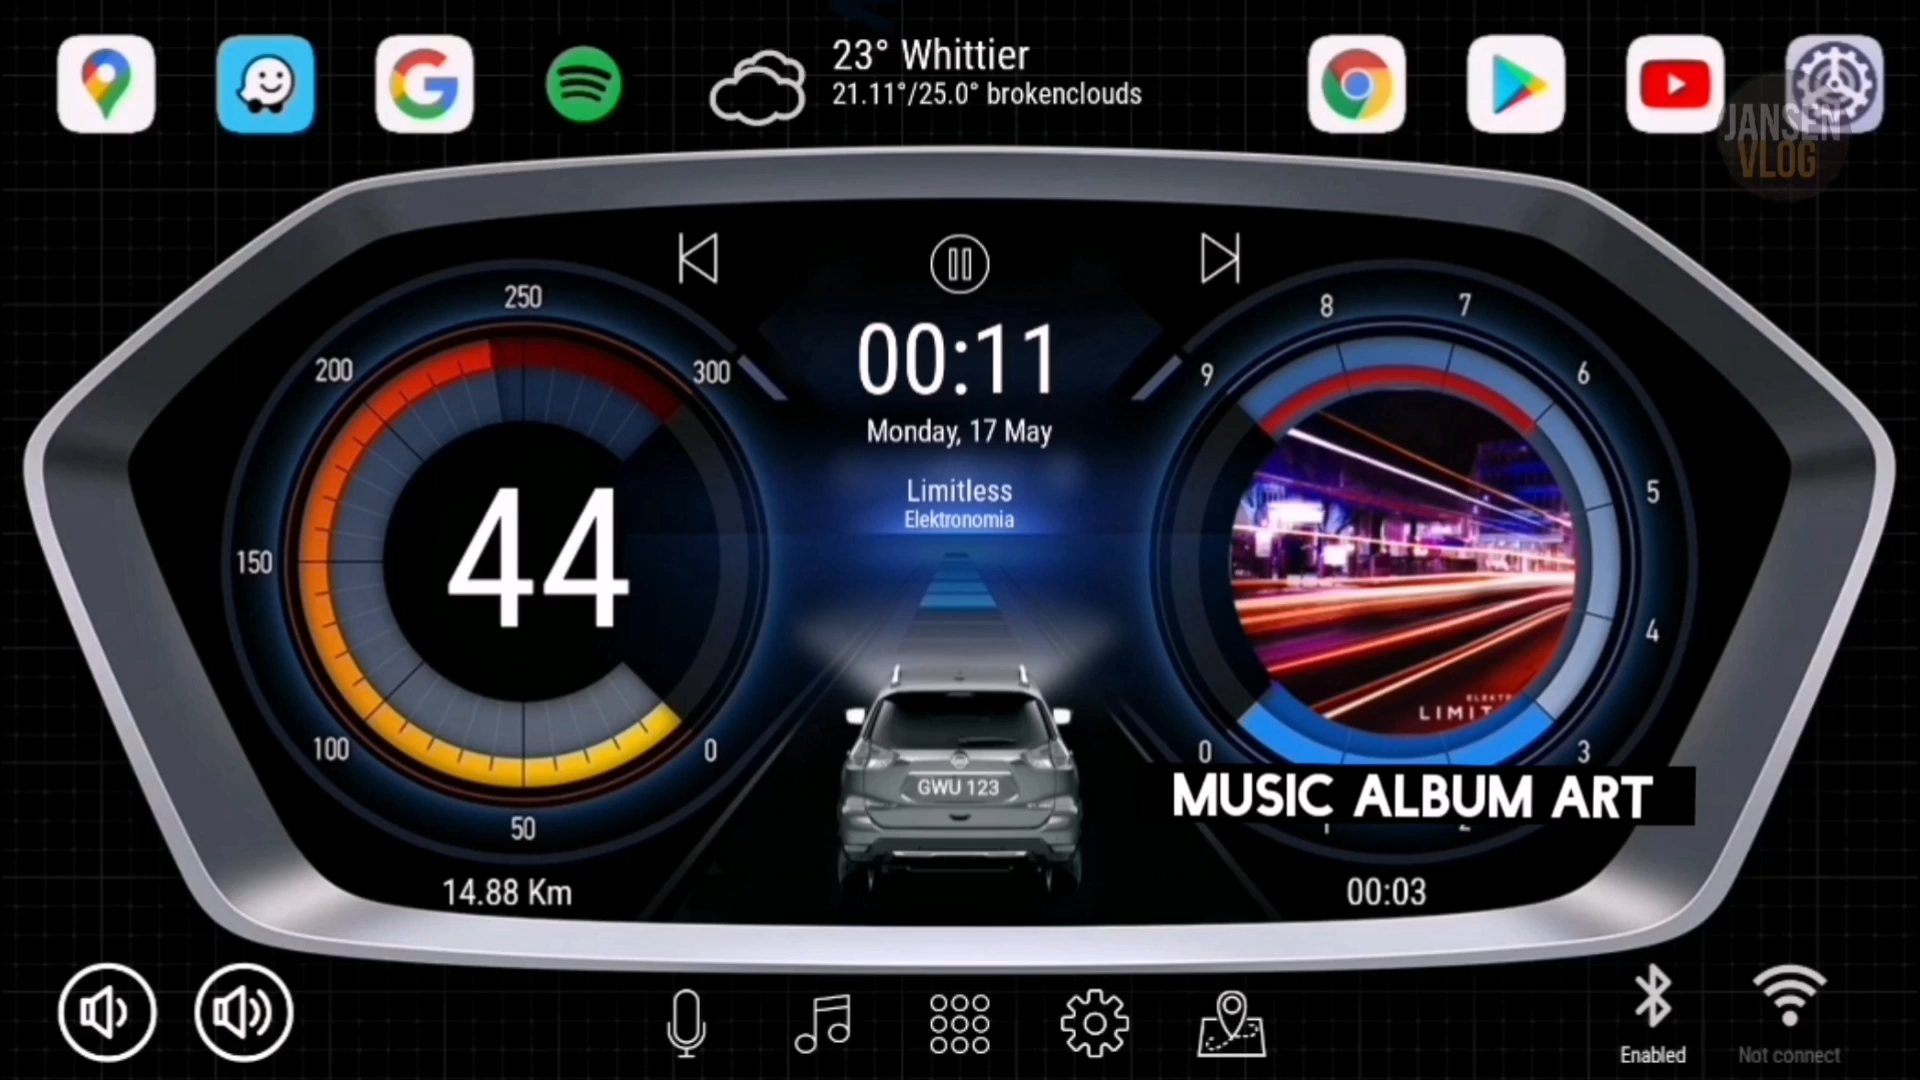 23° Whittier
21.11°/25.0° brokenclouds
JANSEN
VLOG
250
200
300
150
100
0
50
44
14.88 Km
00:11
Monday, 17 May
Limitless
Elektronomia
GWU 123
8
7
9
6
5
4
0
3
LIMIT
MUSIC ALBUM ART
00:03
Enabled
Not connect